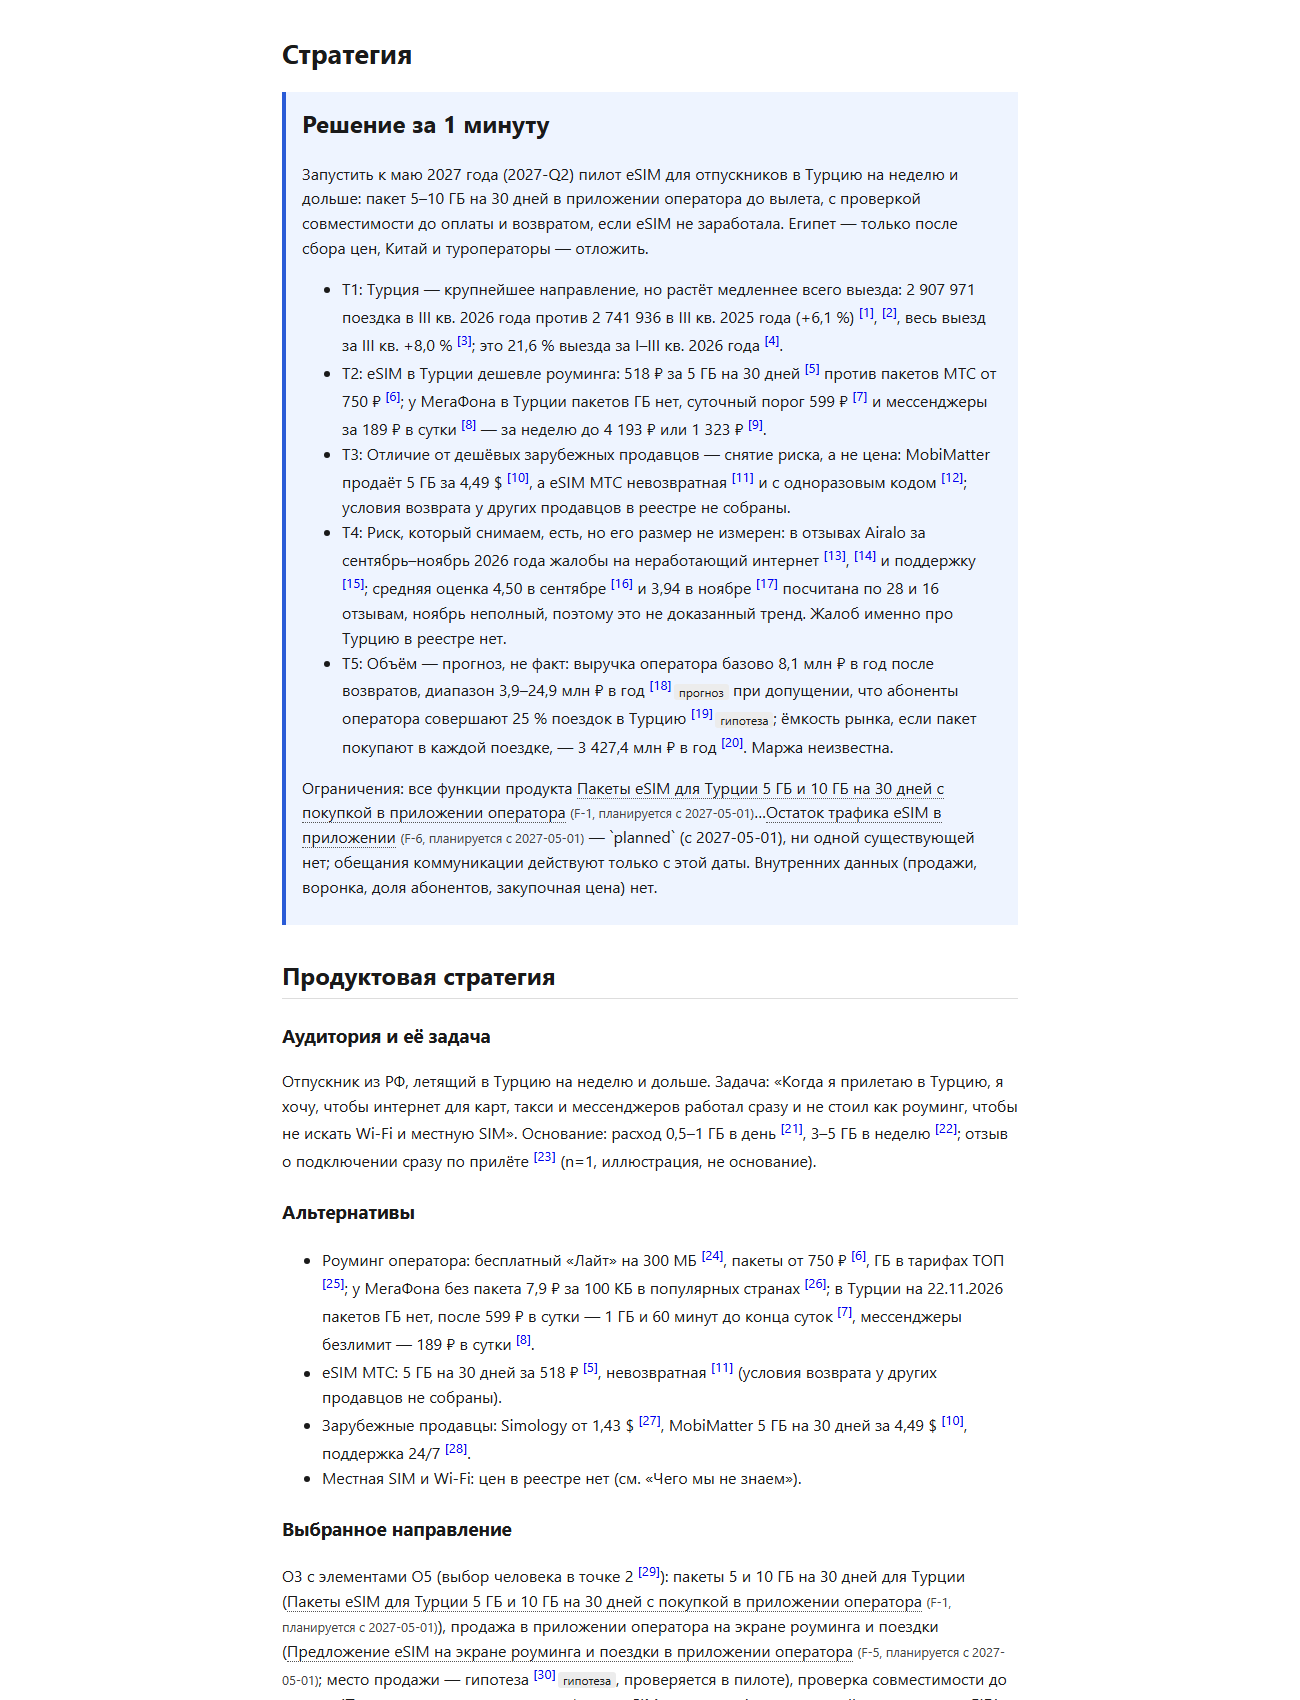 Стратегия
Решение за 1 минуту
Запустить к маю 2027 года (2027-Q2) пилот eSIM для отпускников в Турцию на неделю и
дольше: пакет 5–10 ГБ на 30 дней в приложении оператора до вылета, с проверкой
совместимости до оплаты и возвратом, если eSIM не заработала. Египет — только после
сбора цен, Китай и туроператоры — отложить.
• T1: Турция — крупнейшее направление, но растёт медленнее всего выезда: 2 907 971
поездка в III кв. 2026 года против 2 741 936 в III кв. 2025 года (+6,1 %) [1], [2], весь выезд
за III кв. +8,0 % [3]; это 21,6 % выезда за I–III кв. 2026 года [4].
• T2: eSIM в Турции дешевле роуминга: 518 ₽ за 5 ГБ на 30 дней [5] против пакетов МТС от
750 ₽ [6]; у МегаФона в Турции пакетов ГБ нет, суточный порог 599 ₽ [7] и мессенджеры
за 189 ₽ в сутки [8] — за неделю до 4 193 ₽ или 1 323 ₽ [9].
• T3: Отличие от дешёвых зарубежных продавцов — снятие риска, а не цена: MobiMatter
продаёт 5 ГБ за 4,49 $ [10], а eSIM МТС невозвратная [11] и с одноразовым кодом [12];
условия возврата у других продавцов в реестре не собраны.
• T4: Риск, который снимаем, есть, но его размер не измерен: в отзывах Airalo за
сентябрь–ноябрь 2026 года жалобы на неработающий интернет [13], [14] и поддержку
[15]; средняя оценка 4,50 в сентябре [16] и 3,94 в ноябре [17] посчитана по 28 и 16
отзывам, ноябрь неполный, поэтому это не доказанный тренд. Жалоб именно про
Турцию в реестре нет.
• T5: Объём — прогноз, не факт: выручка оператора базово 8,1 млн ₽ в год после
возвратов, диапазон 3,9–24,9 млн ₽ в год [18] прогноз при допущении, что абоненты
оператора совершают 25 % поездок в Турцию [19] гипотеза; ёмкость рынка, если пакет
покупают в каждой поездке, — 3 427,4 млн ₽ в год [20]. Маржа неизвестна.
Ограничения: все функции продукта Пакеты eSIM для Турции 5 ГБ и 10 ГБ на 30 дней с
покупкой в приложении оператора (F-1, планируется с 2027-05-01)…Остаток трафика eSIM в
приложении (F-6, планируется с 2027-05-01) — `planned` (с 2027-05-01), ни одной существующей
нет; обещания коммуникации действуют только с этой даты. Внутренних данных (продажи,
воронка, доля абонентов, закупочная цена) нет.
Продуктовая стратегия
Аудитория и её задача
Отпускник из РФ, летящий в Турцию на неделю и дольше. Задача: «Когда я прилетаю в Турцию, я
хочу, чтобы интернет для карт, такси и мессенджеров работал сразу и не стоил как роуминг, чтобы
не искать Wi-Fi и местную SIM». Основание: расход 0,5–1 ГБ в день [21], 3–5 ГБ в неделю [22]; отзыв
о подключении сразу по прилёте [23] (n=1, иллюстрация, не основание).
Альтернативы
• Роуминг оператора: бесплатный «Лайт» на 300 МБ [24], пакеты от 750 ₽ [6], ГБ в тарифах ТОП
[25]; у МегаФона без пакета 7,9 ₽ за 100 КБ в популярных странах [26]; в Турции на 22.11.2026
пакетов ГБ нет, после 599 ₽ в сутки — 1 ГБ и 60 минут до конца суток [7], мессенджеры
безлимит — 189 ₽ в сутки [8].
• eSIM МТС: 5 ГБ на 30 дней за 518 ₽ [5], невозвратная [11] (условия возврата у других
продавцов не собраны).
• Зарубежные продавцы: Simology от 1,43 $ [27], MobiMatter 5 ГБ на 30 дней за 4,49 $ [10],
поддержка 24/7 [28].
• Местная SIM и Wi-Fi: цен в реестре нет (см. «Чего мы не знаем»).
Выбранное направление
О3 с элементами О5 (выбор человека в точке 2 [29]): пакеты 5 и 10 ГБ на 30 дней для Турции
(Пакеты eSIM для Турции 5 ГБ и 10 ГБ на 30 дней с покупкой в приложении оператора (F-1,
планируется с 2027-05-01)), продажа в приложении оператора на экране роуминга и поездки
(Предложение eSIM на экране роуминга и поездки в приложении оператора (F-5, планируется с 2027-
05-01); место продажи — гипотеза [30] гипотеза, проверяется в пилоте), проверка совместимости до